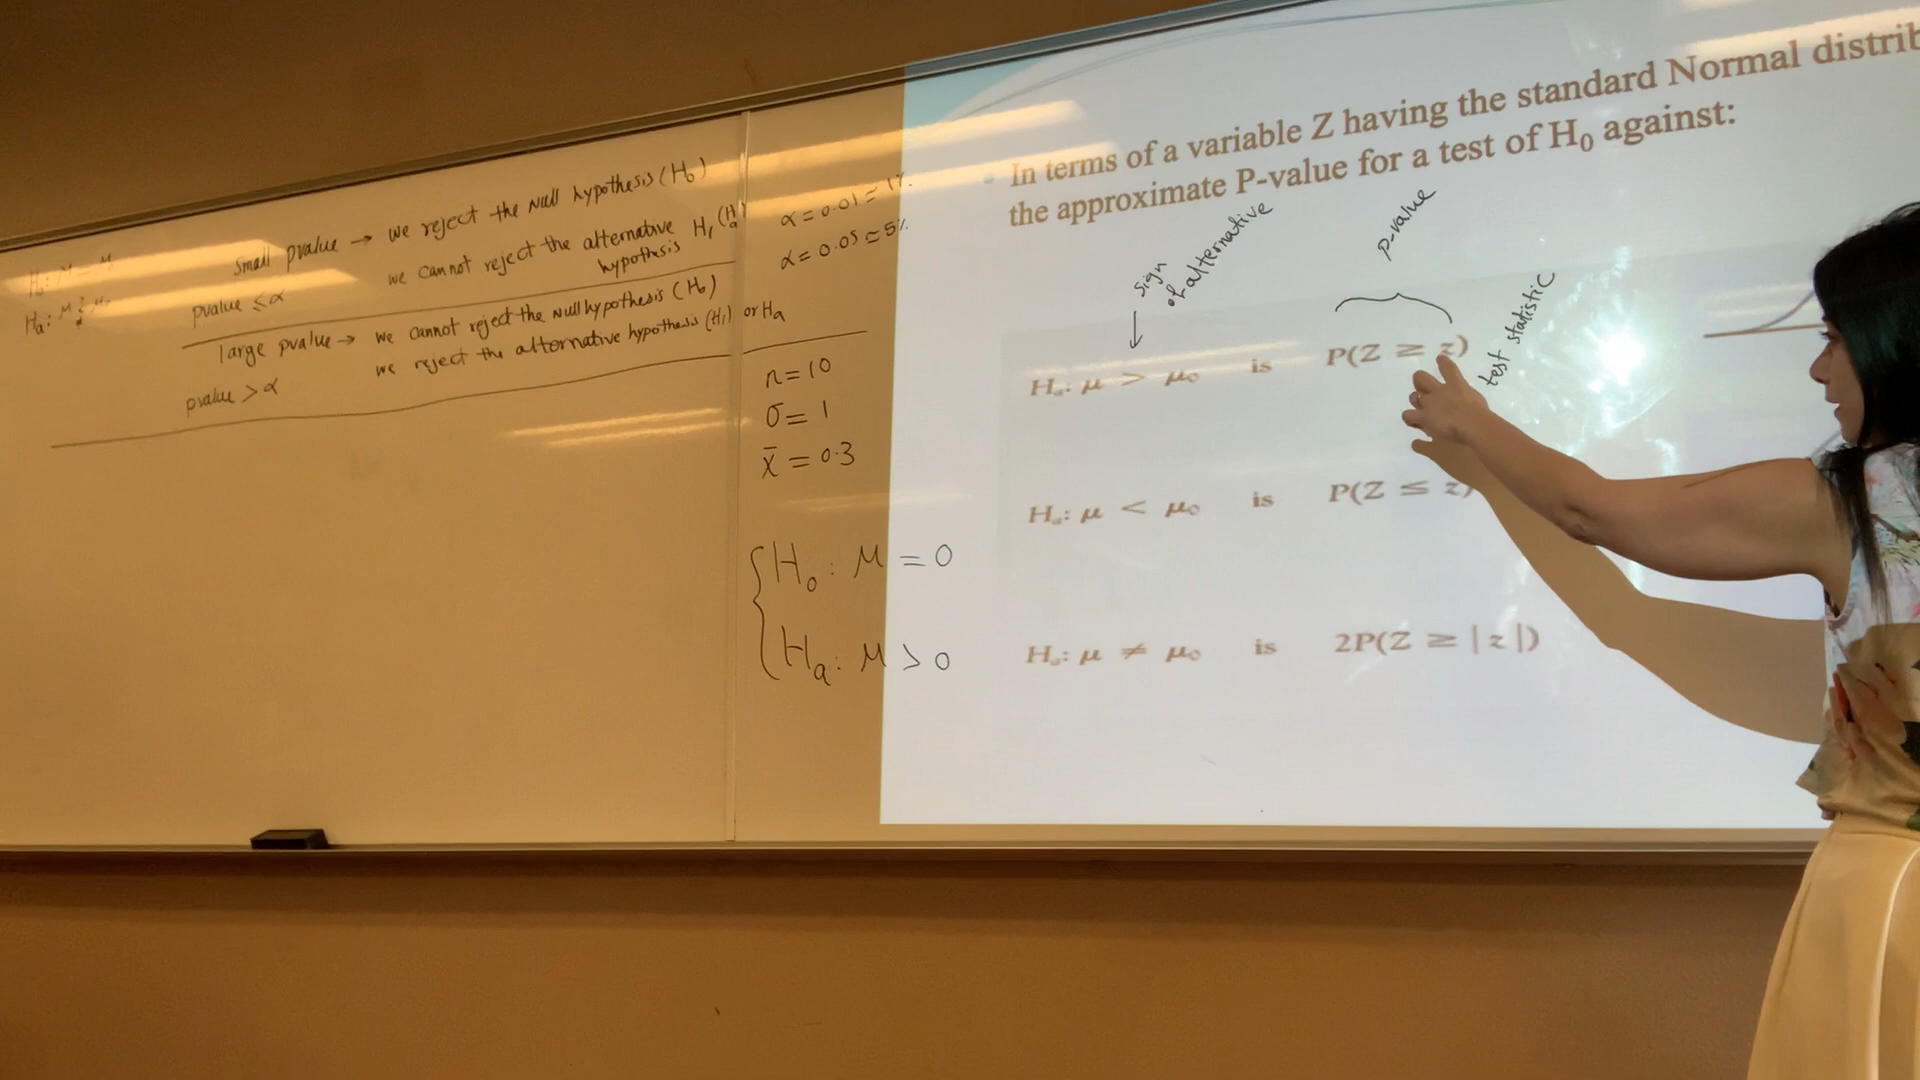 Small pvalue → we reject the Null hypothesis (H₀)
we cannot reject the alternative H₁ (Ha)
hypothesis
pvalue ≤ α
large pvalue → we cannot reject the Null hypothesis (H₀)
we reject the alternative hypothesis (H₁) or Ha
pvalue > α
H₀: μ =
Ha: μ
α = 0.01 = 1%
α = 0.05 = 5%
n = 10
σ = 1
x̄ = 0.3
H₀: μ = 0
Ha: μ > 0
In terms of a variable Z having the standard Normal distrib
the approximate P-value for a test of H₀ against:
sign
of alternative
p-value
test statistic
Hₐ: μ > μ₀ is P(Z ≥ z)
Hₐ: μ < μ₀ is P(Z ≤ z)
Hₐ: μ ≠ μ₀ is 2P(Z ≥ |z|)